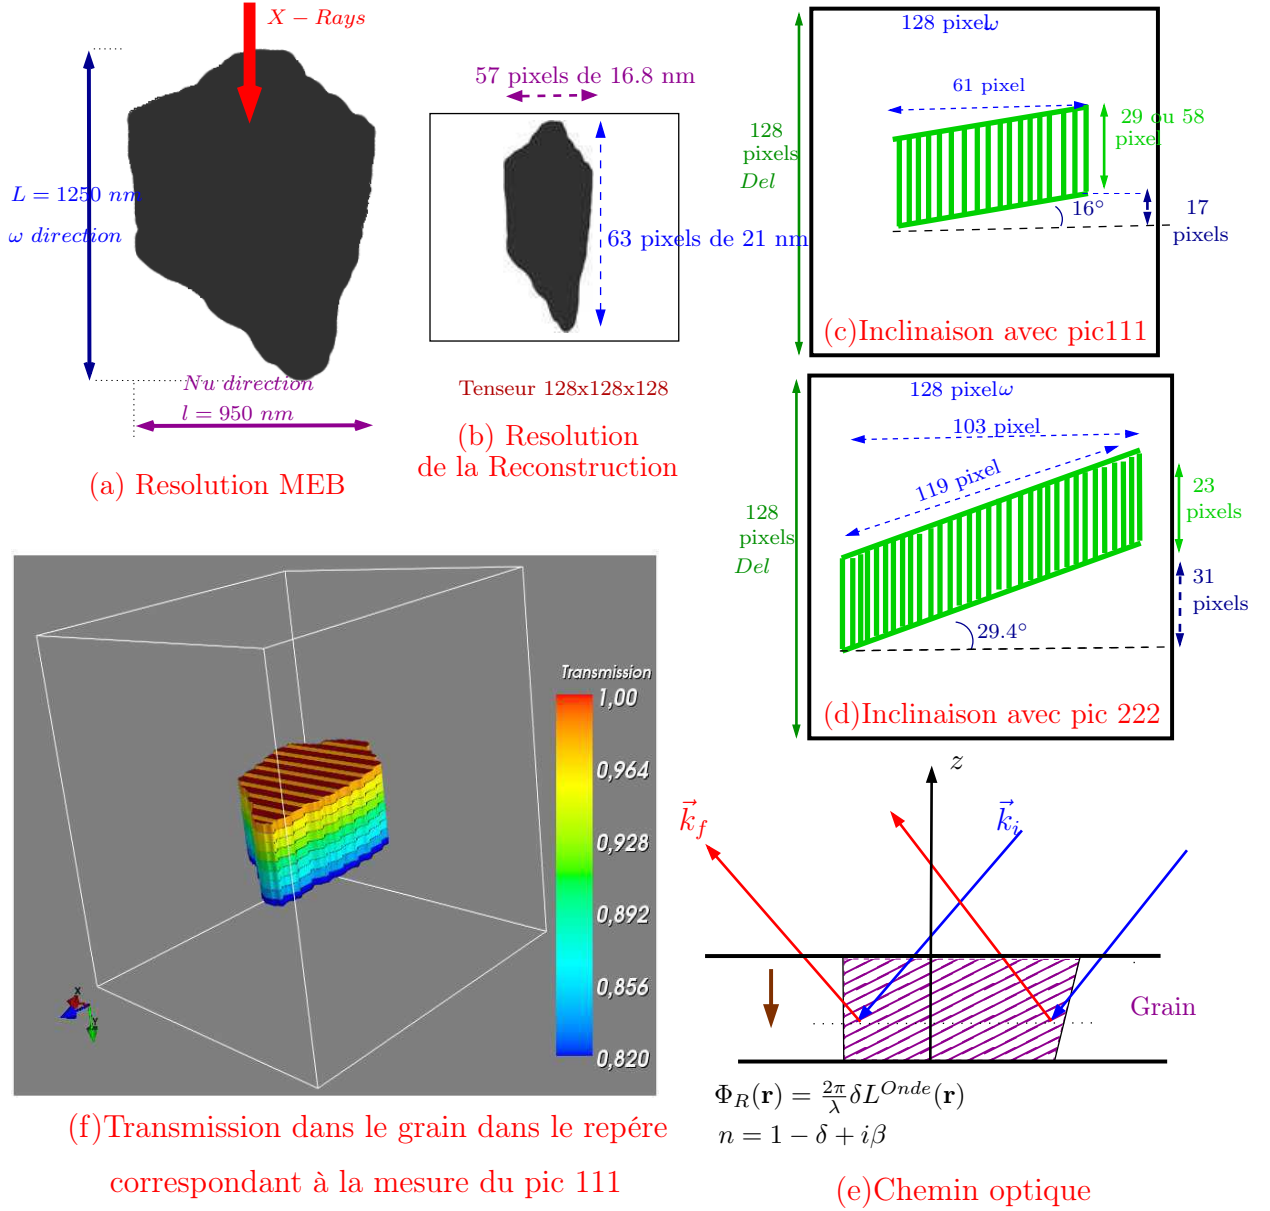 X − Rays
L = 1250 nm
ω direction
Nu direction
l = 950 nm
(a) Resolution MEB
57 pixels de 16.8 nm
63 pixels de 21 nm
Tenseur 128x128x128
(b) Resolution
de la Reconstruction
128 pixelω
61 pixel
29 ou 58
pixel
128
pixels
Del
16°
17
pixels
(c)Inclinaison avec pic111
128 pixelω
103 pixel
119 pixel
23
pixels
128
pixels
Del
31
pixels
29.4°
(d)Inclinaison avec pic 222
Transmission
1,00
0,964
0,928
0,892
0,856
0,820
X
Y
(f)Transmission dans le grain dans le repére
correspondant à la mesure du pic 111
z
k⃗_f
k⃗_i
Grain
Φ_R(𝐫) = 2π/λ δL^{Onde}(𝐫)
n = 1 − δ + iβ
(e)Chemin optique